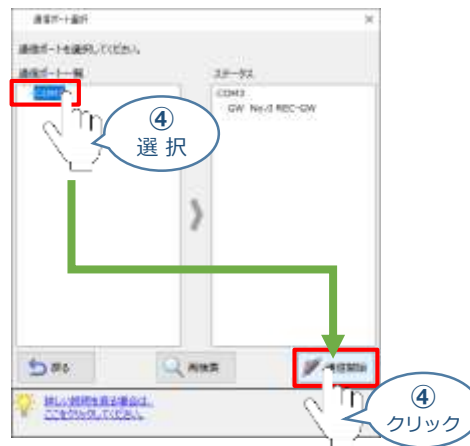 通信ポート選択
通信ポートを選択してください。
通信ポート一覧
ステータス
COM3
COM3
GW No.0 REC-GW
④
選 択
戻る
再検索
通信開始
詳しい説明を見る場合は、
ここをクリックしてください。
④
クリック